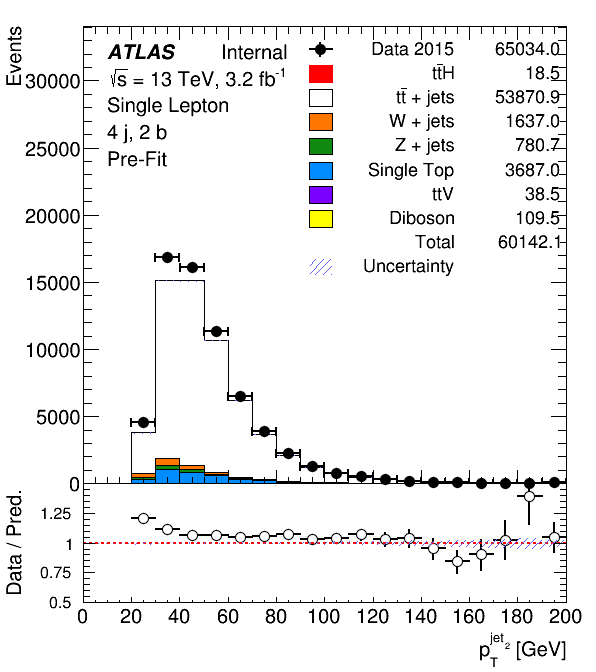 Events
ATLAS Internal
√s = 13 TeV, 3.2 fb⁻¹
Single Lepton
4 j, 2 b
Pre-Fit
Data 2015 65034.0
tt̄H 18.5
tt̄ + jets 53870.9
W + jets 1637.0
Z + jets 780.7
Single Top 3687.0
ttV 38.5
Diboson 109.5
Total 60142.1
Uncertainty
30000
25000
20000
15000
10000
5000
0
Data / Pred.
1.25
1
0.75
0.5
0 20 40 60 80 100 120 140 160 180 200
p_T^jet_2 [GeV]